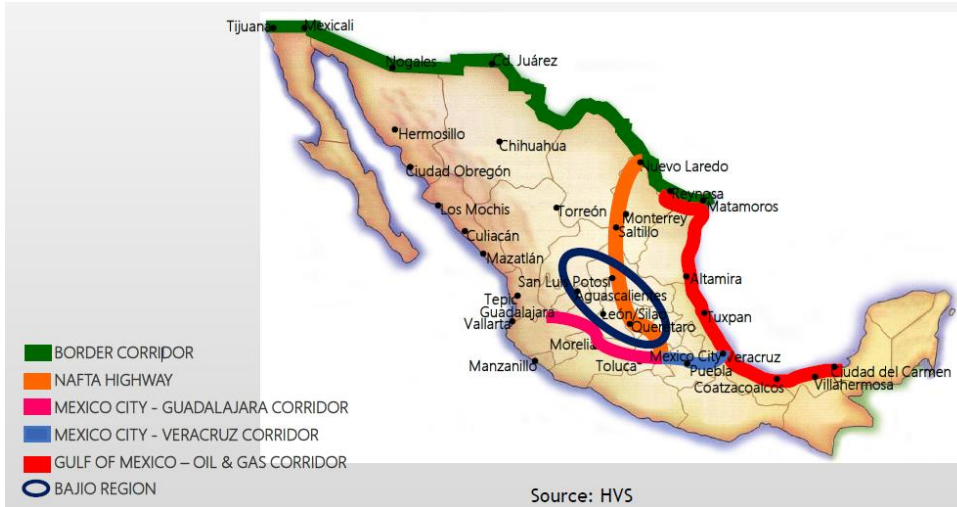 Tijuana
Mexicali
Nogales
Cd. Juárez
Hermosillo
Chihuahua
Ciudad Obregón
Nuevo Laredo
Reynosa
Matamoros
Los Mochis
Torreón
Monterrey
Saltillo
Culiacán
Mazatlán
San Luis Potosí
Altamira
Aguascalientes
Tepic
Guadalajara
León/Silao
Tuxpan
Vallarta
Querétaro
Morelia
Mexico City
Veracruz
Manzanillo
Toluca
Puebla
Ciudad del Carmen
Coatzacoalcos
Villahermosa
BORDER CORRIDOR
NAFTA HIGHWAY
MEXICO CITY - GUADALAJARA CORRIDOR
MEXICO CITY - VERACRUZ CORRIDOR
GULF OF MEXICO – OIL & GAS CORRIDOR
BAJIO REGION
Source: HVS